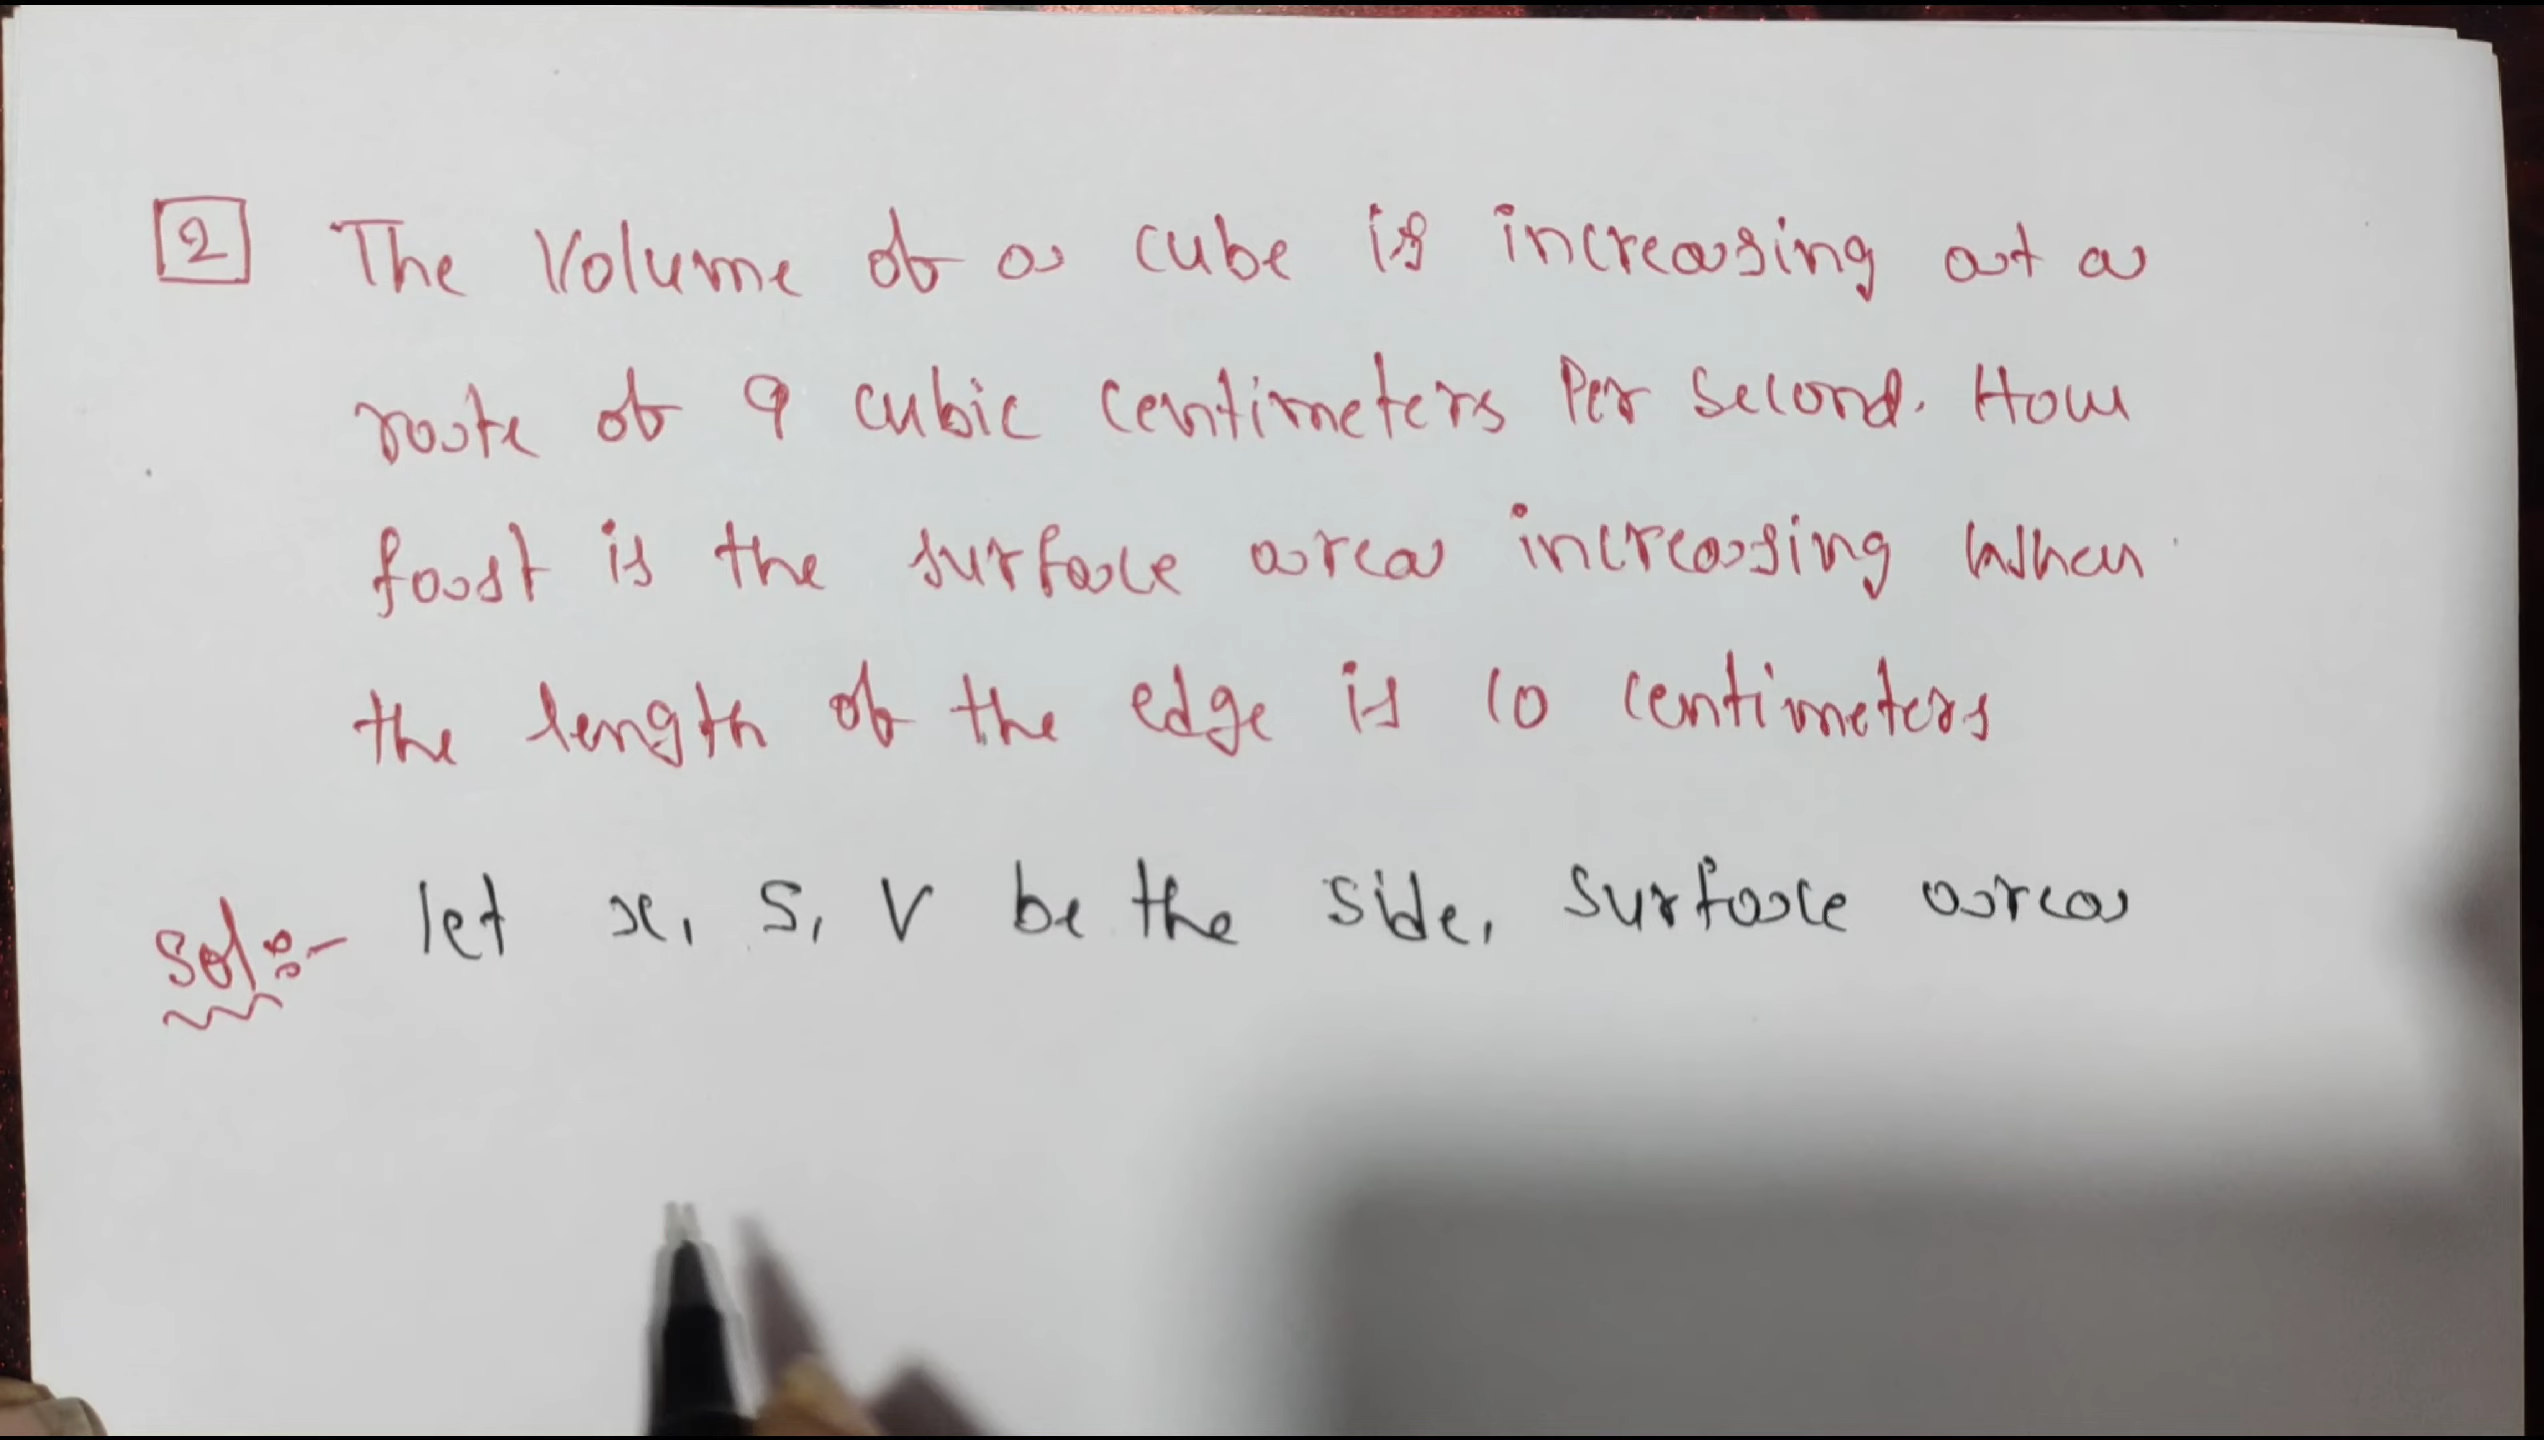 2 The Volume of a cube is increasing at a
rate of 9 cubic centimeters Per Second. How
fast is the surface area increasing When
the length of the edge is 10 centimeters
Sol:- let x, S, V be the side, Surface area